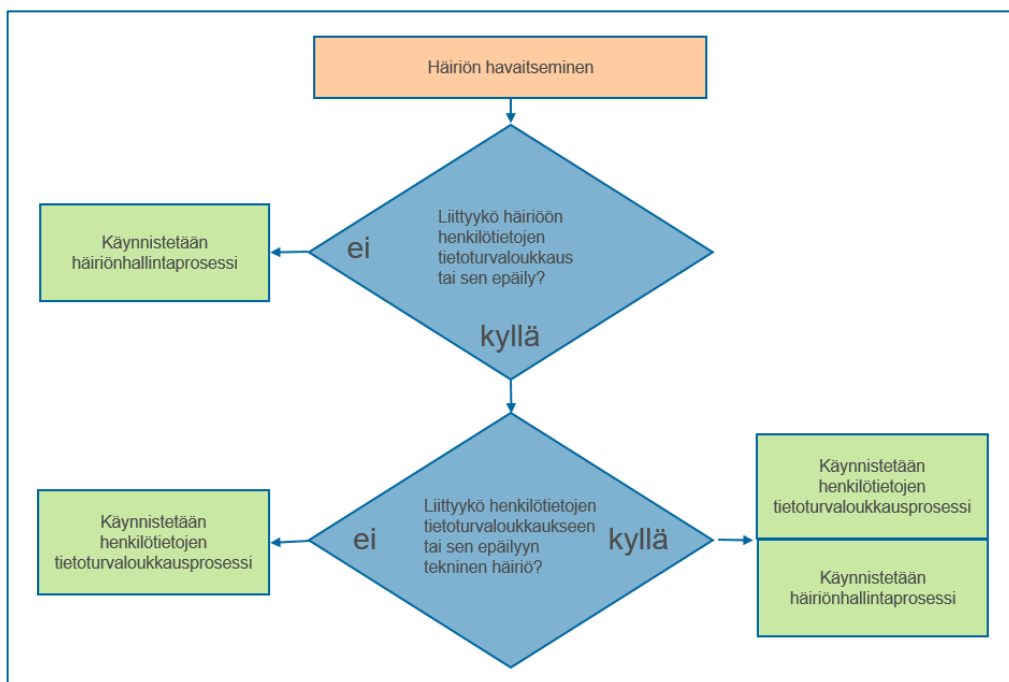 Häiriön havaitseminen
Liittyykö häiriöön
henkilötietojen
tietoturvaloukkaus
tai sen epäily?
ei
kyllä
Käynnistetään
häiriönhallintaprosessi
Liittyykö henkilötietojen
tietoturvaloukkaukseen
tai sen epäilyyn
tekninen häiriö?
ei
kyllä
Käynnistetään
henkilötietojen
tietoturvaloukkausprosessi
Käynnistetään
henkilötietojen
tietoturvaloukkausprosessi
Käynnistetään
häiriönhallintaprosessi